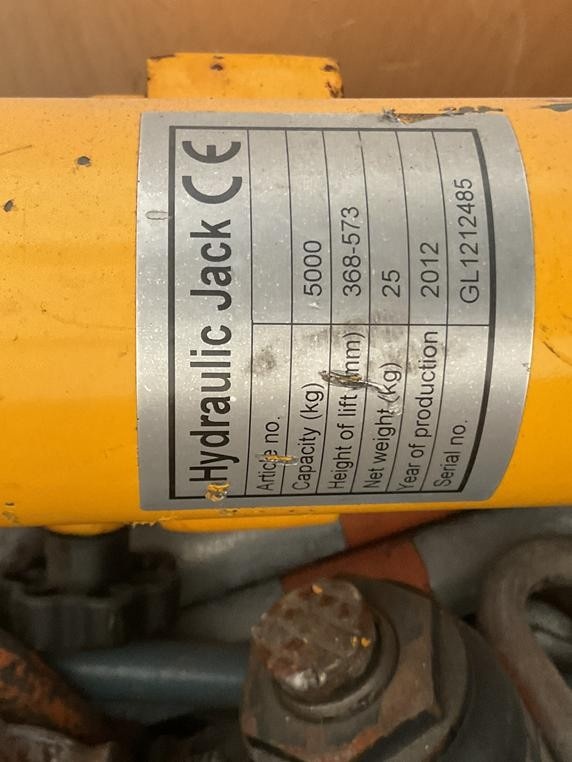 Hydraulic Jack CE
Article no.
Capacity (kg) 5000
Height of lift (mm) 368-573
Net weight (kg) 25
Year of production 2012
Serial no. GL1212485